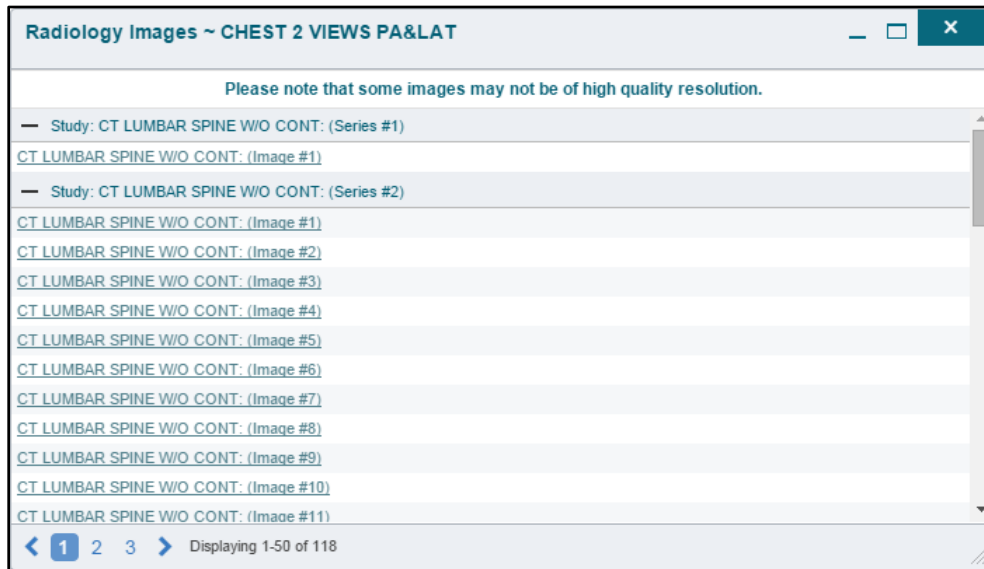 Radiology Images ~ CHEST 2 VIEWS PA&LAT
Please note that some images may not be of high quality resolution.
Study: CT LUMBAR SPINE W/O CONT: (Series #1)
CT LUMBAR SPINE W/O CONT: (Image #1)
Study: CT LUMBAR SPINE W/O CONT: (Series #2)
CT LUMBAR SPINE W/O CONT: (Image #1)
CT LUMBAR SPINE W/O CONT: (Image #2)
CT LUMBAR SPINE W/O CONT: (Image #3)
CT LUMBAR SPINE W/O CONT: (Image #4)
CT LUMBAR SPINE W/O CONT: (Image #5)
CT LUMBAR SPINE W/O CONT: (Image #6)
CT LUMBAR SPINE W/O CONT: (Image #7)
CT LUMBAR SPINE W/O CONT: (Image #8)
CT LUMBAR SPINE W/O CONT: (Image #9)
CT LUMBAR SPINE W/O CONT: (Image #10)
CT LUMBAR SPINE W/O CONT: (Image #11)
1 2 3 Displaying 1-50 of 118